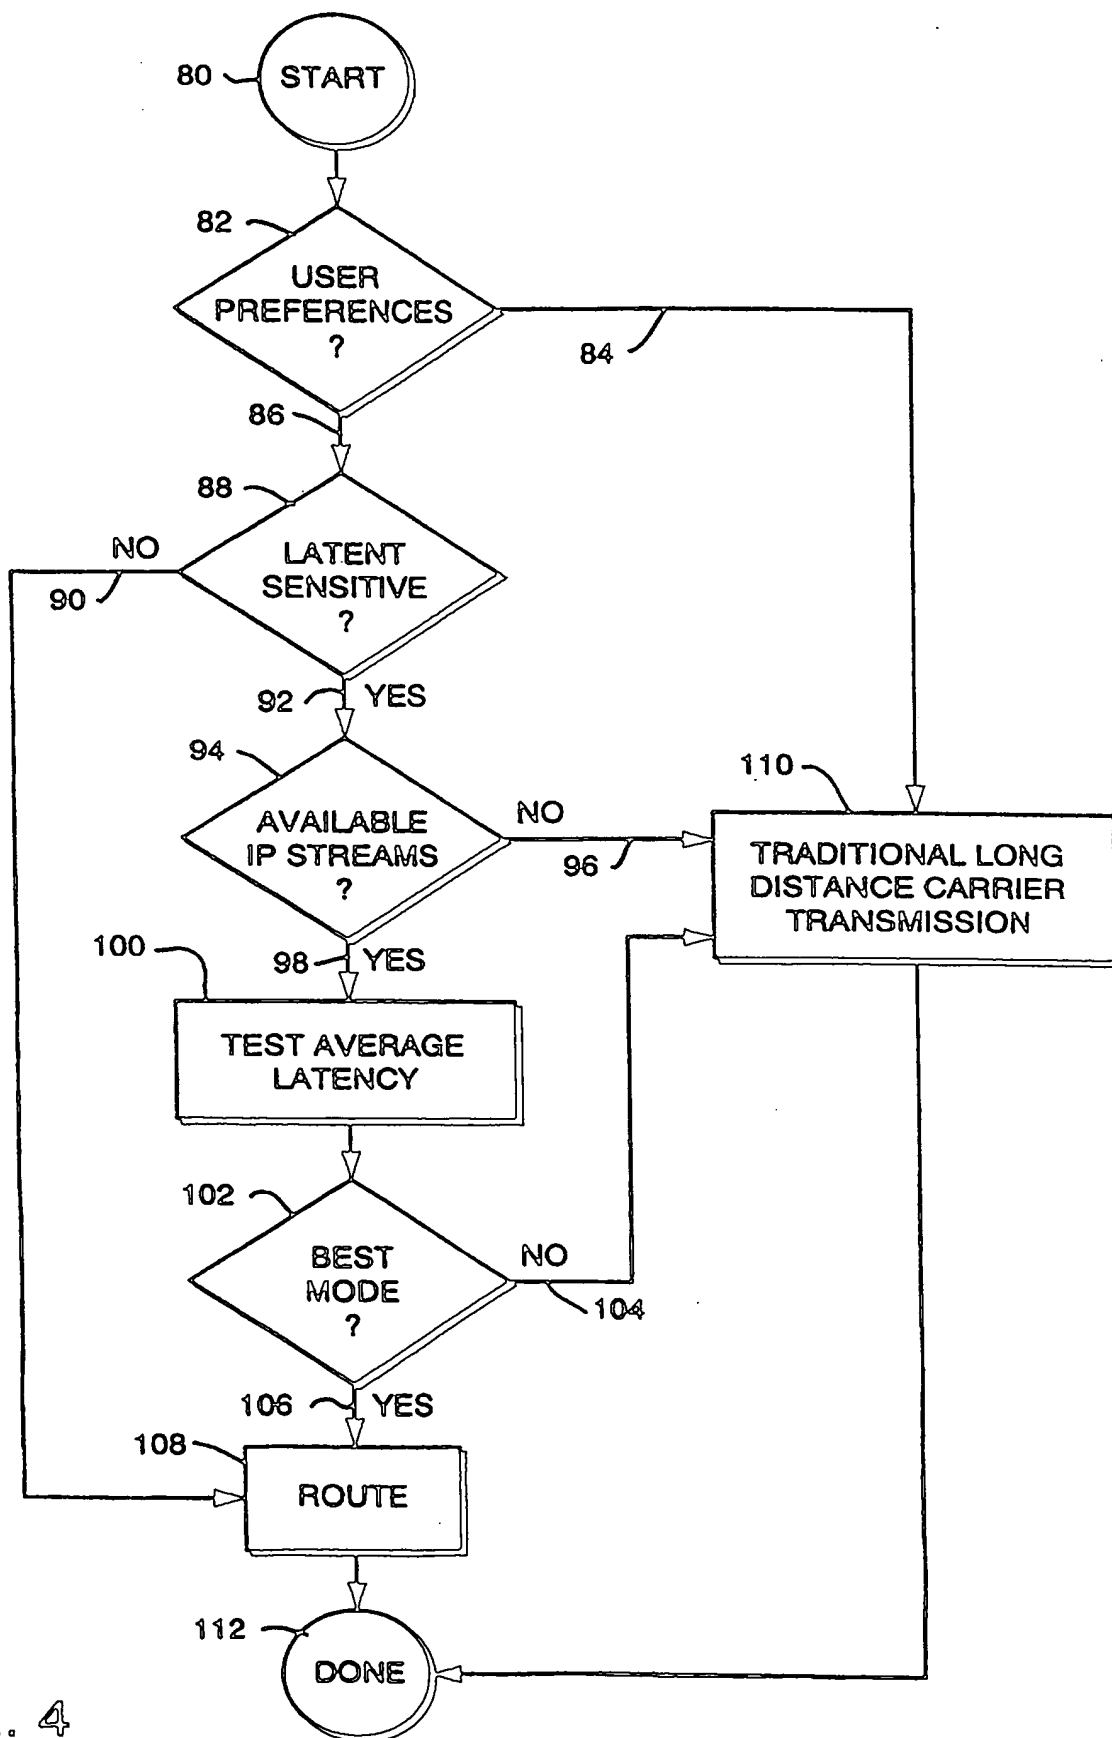 80
START
82
USER
PREFERENCES
?
84
86
88
NO
LATENT
SENSITIVE
?
90
92
YES
94
110
AVAILABLE
IP STREAMS
?
NO
96
TRADITIONAL LONG
DISTANCE CARRIER
TRANSMISSION
100
98
YES
TEST AVERAGE
LATENCY
102
BEST
MODE
?
NO
104
106
YES
108
ROUTE
112
DONE
. 4